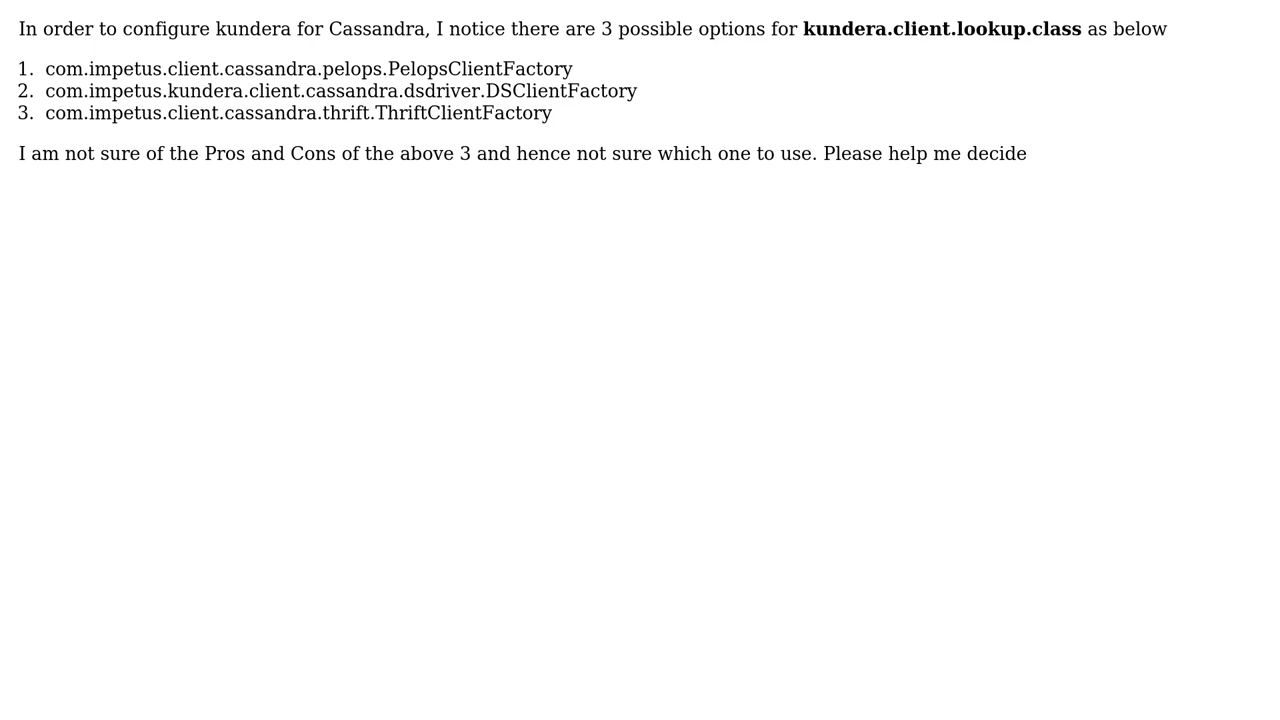 In order to configure kundera for Cassandra, I notice there are 3 possible options for kundera.client.lookup.class as below
1. com.impetus.client.cassandra.pelops.PelopsClientFactory
2. com.impetus.kundera.client.cassandra.dsdriver.DSClientFactory
3. com.impetus.client.cassandra.thrift.ThriftClientFactory
I am not sure of the Pros and Cons of the above 3 and hence not sure which one to use. Please help me decide